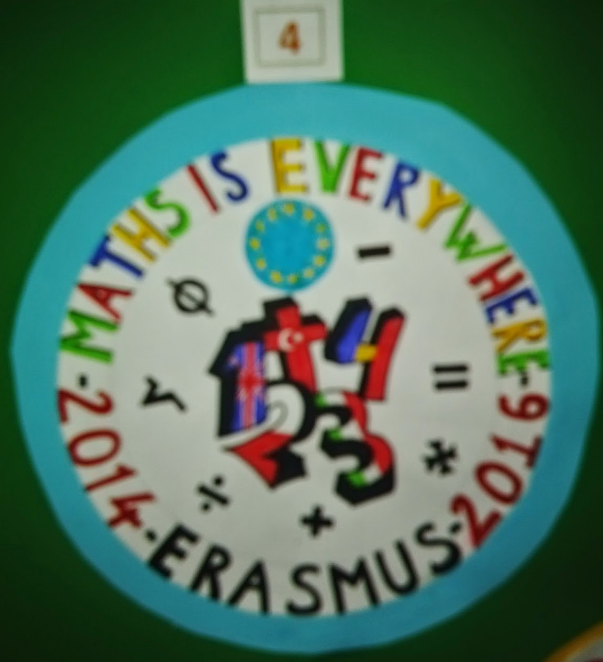 4
MATHS IS EVERYWHERE
-2014-ERASMUS-2016-